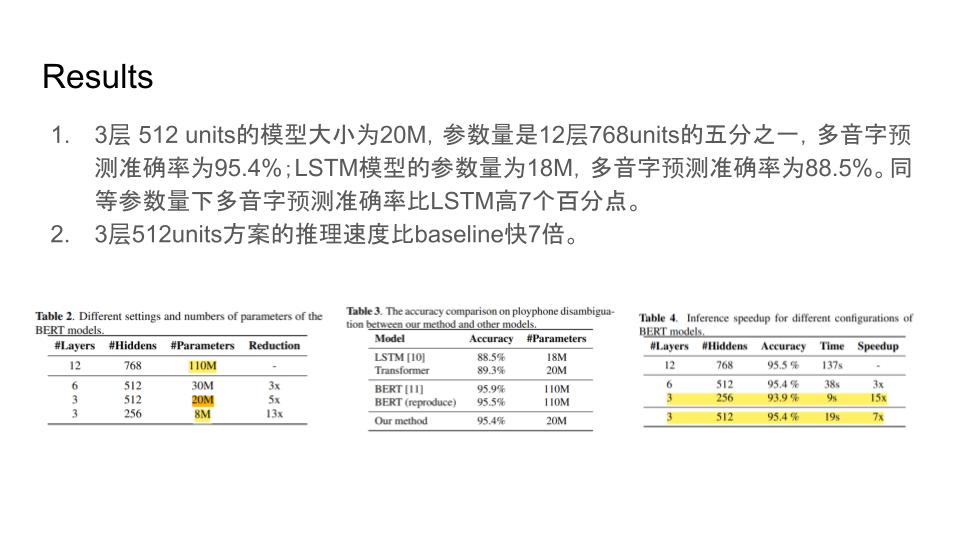 Results
1. 3层 512 units的模型大小为20M，参数量是12层768units的五分之一，多音字预
测准确率为95.4%；LSTM模型的参数量为18M，多音字预测准确率为88.5%。同
等参数量下多音字预测准确率比LSTM高7个百分点。
2. 3层512units方案的推理速度比baseline快7倍。
Table 2. Different settings and numbers of parameters of the
BERT models.
#Layers #Hiddens #Parameters Reduction
12 768 110M -
6 512 30M 3x
3 512 20M 5x
3 256 8M 13x
Table 3. The accuracy comparison on ployphone disambigua-
tion between our method and other models.
Model Accuracy #Parameters
LSTM [10] 88.5% 18M
Transformer 89.3% 20M
BERT [11] 95.9% 110M
BERT (reproduce) 95.5% 110M
Our method 95.4% 20M
Table 4. Inference speedup for different configurations of
BERT models.
#Layers #Hiddens Accuracy Time Speedup
12 768 95.5 % 137s -
6 512 95.4 % 38s 3x
3 256 93.9 % 9s 15x
3 512 95.4 % 19s 7x